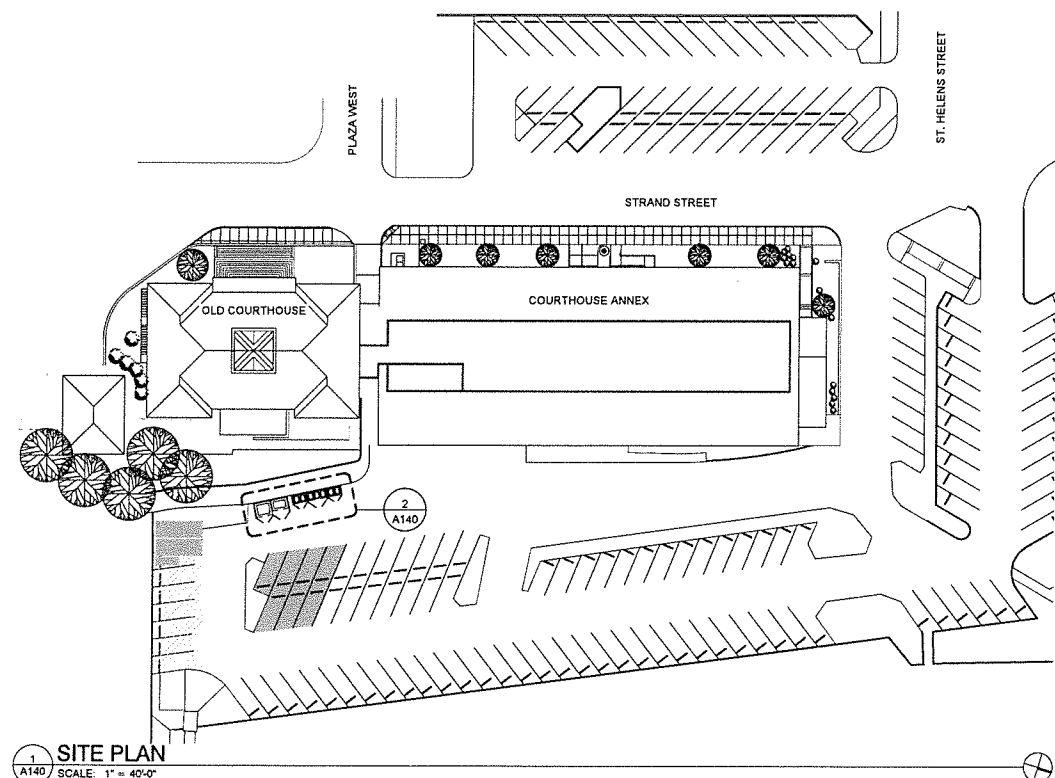 PLAZA WEST
ST. HELENS STREET
STRAND STREET
OLD COURTHOUSE
COURTHOUSE ANNEX
2
A140
1
A140
SITE PLAN
SCALE: 1" = 40'-0"